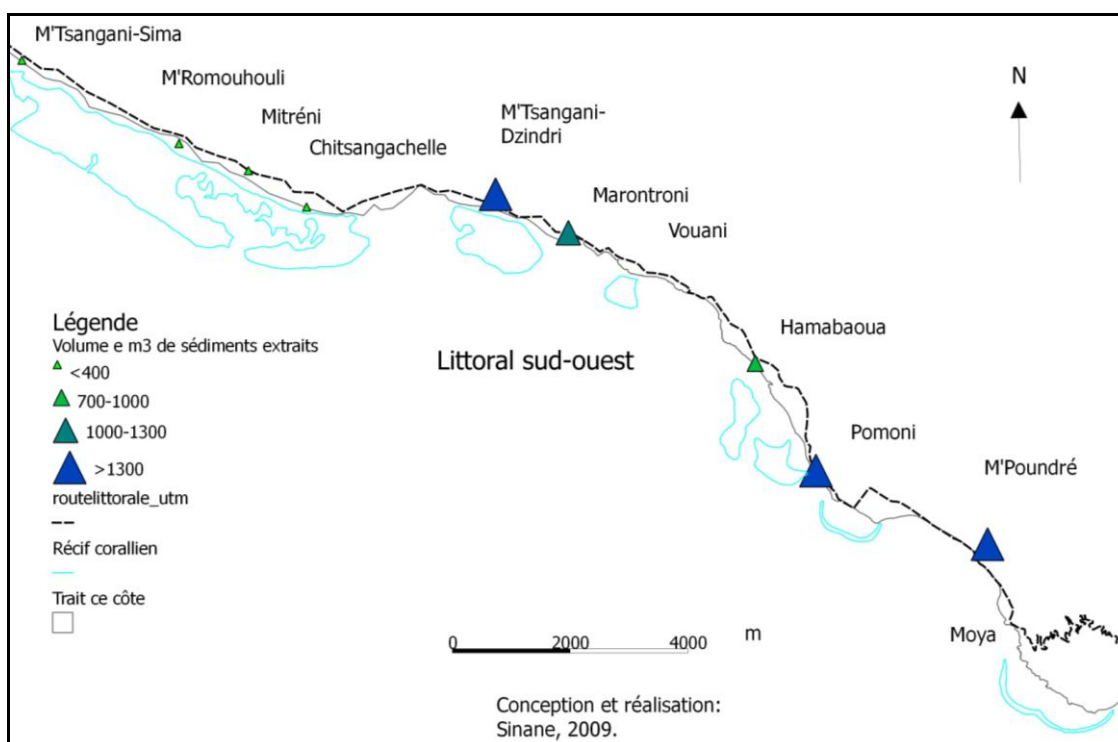 M'Tsangani-Sima
M'Romouhouli
Mitréni
Chitsangachelle
M'Tsangani-
Dzindri
Marontroni
Vouani
N
Hamabaoua
Pomoni
M'Poundré
Moya
Littoral sud-ouest
Légende
Volume e m3 de sédiments extraits
<400
700-1000
1000-1300
>1300
routelittorale_utm
Récif corallien
Trait ce côte
0 2000 4000 m
Conception et réalisation:
Sinane, 2009.